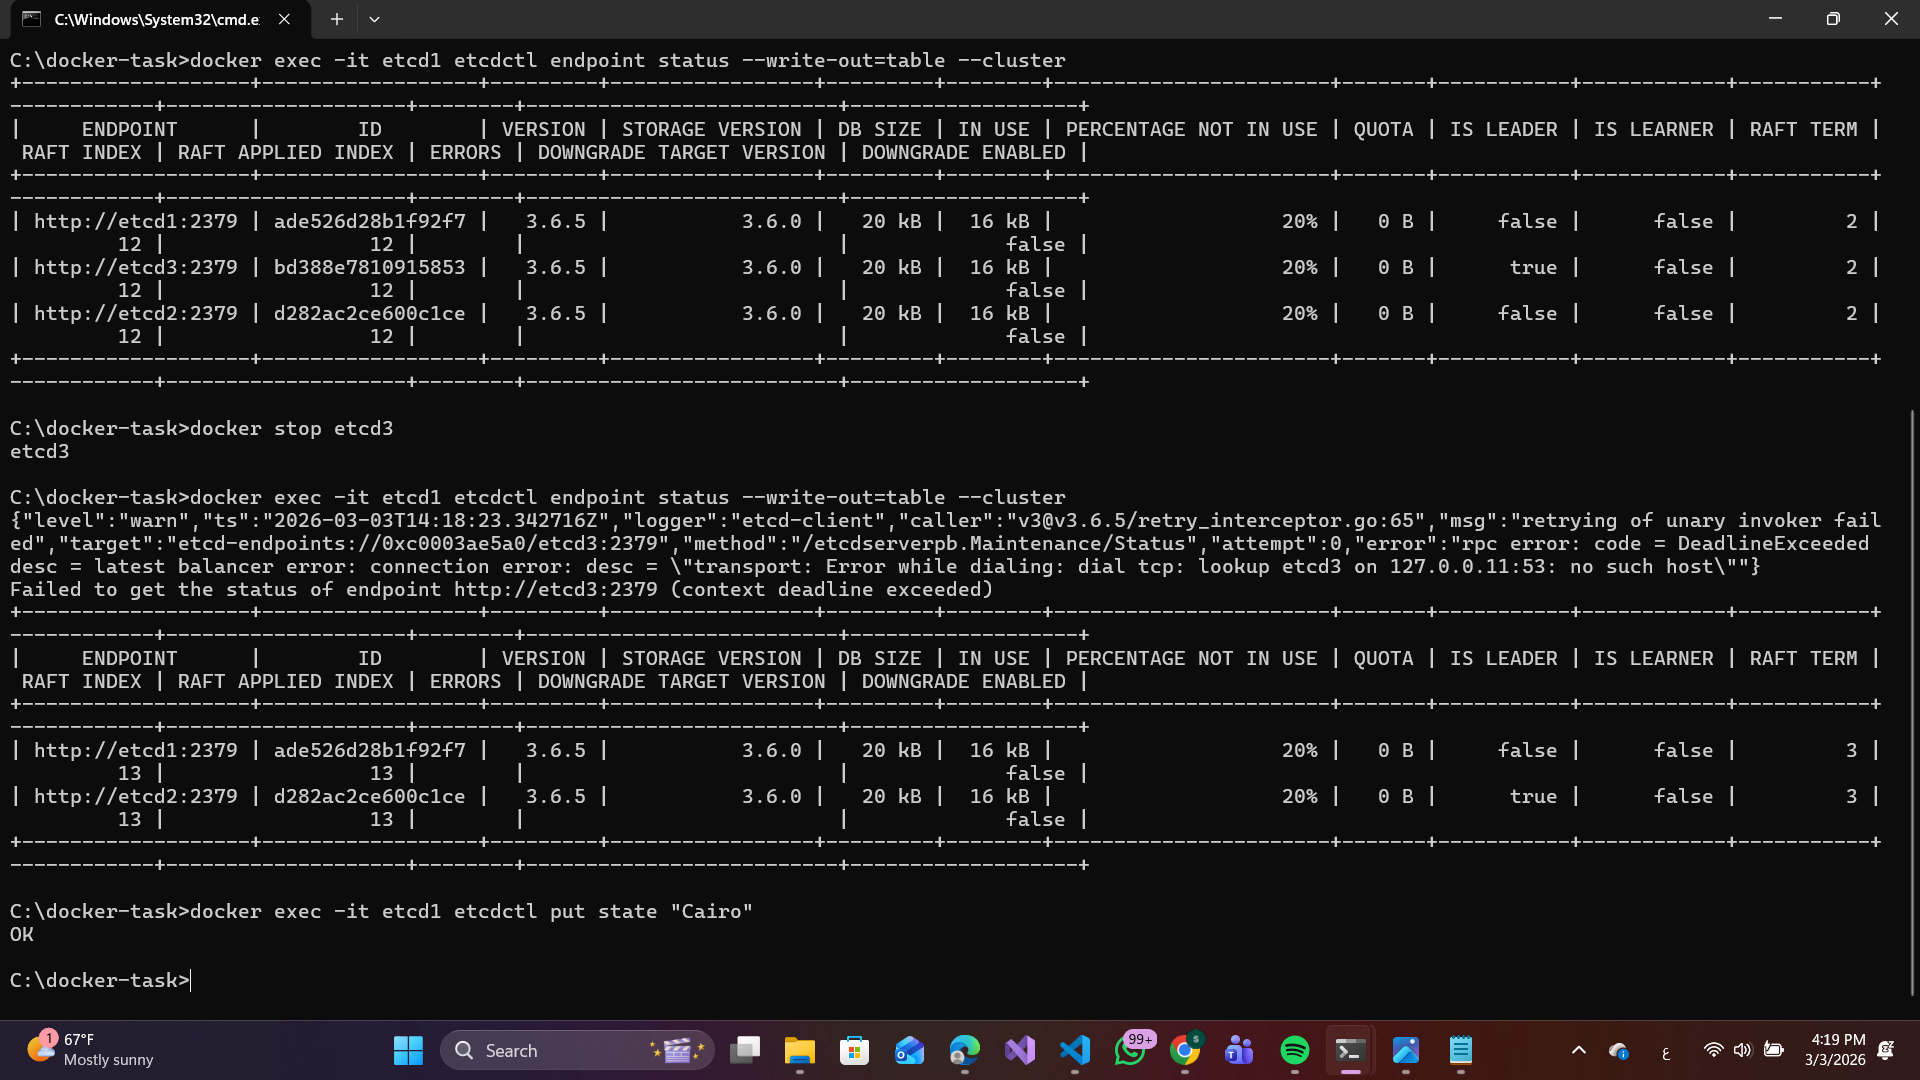 C:\Windows\System32\cmd.e
C:\docker-task>docker exec -it etcd1 etcdctl endpoint status --write-out=table --cluster
+-------------------+------------------+---------+-----------------+---------+--------+-----------------------+-------+-----------+------------+-----------+
------------+--------------------+--------+--------------------------+-------------------+
|     ENDPOINT      |        ID        | VERSION | STORAGE VERSION | DB SIZE | IN USE | PERCENTAGE NOT IN USE | QUOTA | IS LEADER | IS LEARNER | RAFT TERM |
 RAFT INDEX | RAFT APPLIED INDEX | ERRORS | DOWNGRADE TARGET VERSION | DOWNGRADE ENABLED |
+-------------------+------------------+---------+-----------------+---------+--------+-----------------------+-------+-----------+------------+-----------+
------------+--------------------+--------+--------------------------+-------------------+
| http://etcd1:2379 | ade526d28b1f92f7 |   3.6.5 |           3.6.0 |   20 kB |  16 kB |                   20% |   0 B |     false |      false |         2 |
         12 |                 12 |        |                          |             false |
| http://etcd3:2379 | bd388e7810915853 |   3.6.5 |           3.6.0 |   20 kB |  16 kB |                   20% |   0 B |      true |      false |         2 |
         12 |                 12 |        |                          |             false |
| http://etcd2:2379 | d282ac2ce600c1ce |   3.6.5 |           3.6.0 |   20 kB |  16 kB |                   20% |   0 B |     false |      false |         2 |
         12 |                 12 |        |                          |             false |
+-------------------+------------------+---------+-----------------+---------+--------+-----------------------+-------+-----------+------------+-----------+
------------+--------------------+--------+--------------------------+-------------------+
C:\docker-task>docker stop etcd3
etcd3
C:\docker-task>docker exec -it etcd1 etcdctl endpoint status --write-out=table --cluster
{"level":"warn","ts":"2026-03-03T14:18:23.342716Z","logger":"etcd-client","caller":"v3@v3.6.5/retry_interceptor.go:65","msg":"retrying of unary invoker fail
ed","target":"etcd-endpoints://0xc0003ae5a0/etcd3:2379","method":"/etcdserverpb.Maintenance/Status","attempt":0,"error":"rpc error: code = DeadlineExceeded
desc = latest balancer error: connection error: desc = \"transport: Error while dialing: dial tcp: lookup etcd3 on 127.0.0.11:53: no such host\""}
Failed to get the status of endpoint http://etcd3:2379 (context deadline exceeded)
+-------------------+------------------+---------+-----------------+---------+--------+-----------------------+-------+-----------+------------+-----------+
------------+--------------------+--------+--------------------------+-------------------+
|     ENDPOINT      |        ID        | VERSION | STORAGE VERSION | DB SIZE | IN USE | PERCENTAGE NOT IN USE | QUOTA | IS LEADER | IS LEARNER | RAFT TERM |
 RAFT INDEX | RAFT APPLIED INDEX | ERRORS | DOWNGRADE TARGET VERSION | DOWNGRADE ENABLED |
+-------------------+------------------+---------+-----------------+---------+--------+-----------------------+-------+-----------+------------+-----------+
------------+--------------------+--------+--------------------------+-------------------+
| http://etcd1:2379 | ade526d28b1f92f7 |   3.6.5 |           3.6.0 |   20 kB |  16 kB |                   20% |   0 B |     false |      false |         3 |
         13 |                 13 |        |                          |             false |
| http://etcd2:2379 | d282ac2ce600c1ce |   3.6.5 |           3.6.0 |   20 kB |  16 kB |                   20% |   0 B |      true |      false |         3 |
         13 |                 13 |        |                          |             false |
+-------------------+------------------+---------+-----------------+---------+--------+-----------------------+-------+-----------+------------+-----------+
------------+--------------------+--------+--------------------------+-------------------+
C:\docker-task>docker exec -it etcd1 etcdctl put state "Cairo"
OK
C:\docker-task>
1
67°F
Mostly sunny
Search
99+
ع
4:19 PM
3/3/2026